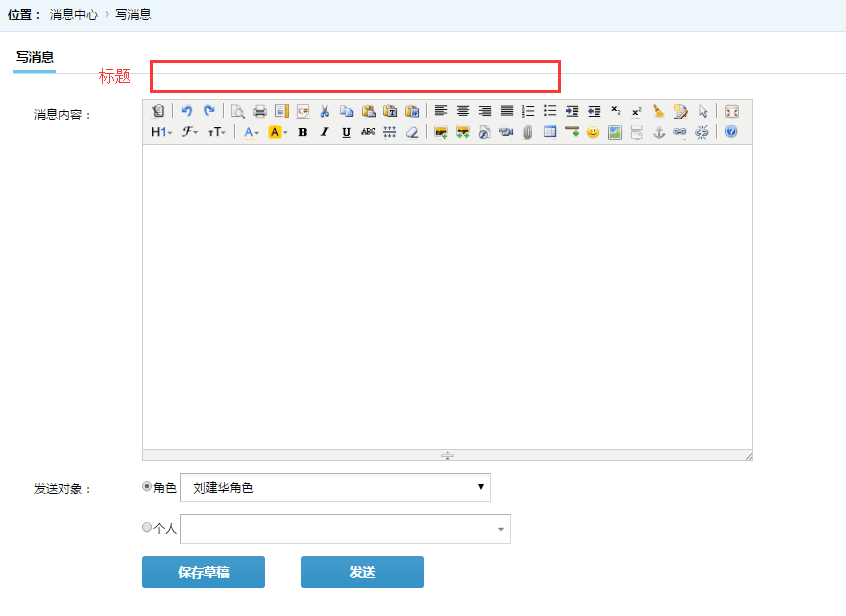 位置： 消息中心 › 写消息
写消息
标题
消息内容：
H1 F тT A A B I U ABC
发送对象：
角色 刘建华角色
个人
保存草稿 发送